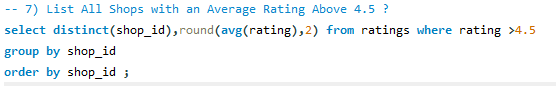 -- 7) List All Shops with an Average Rating Above 4.5 ?
select distinct(shop_id),round(avg(rating),2) from ratings where rating >4.5
group by shop_id
order by shop_id ;